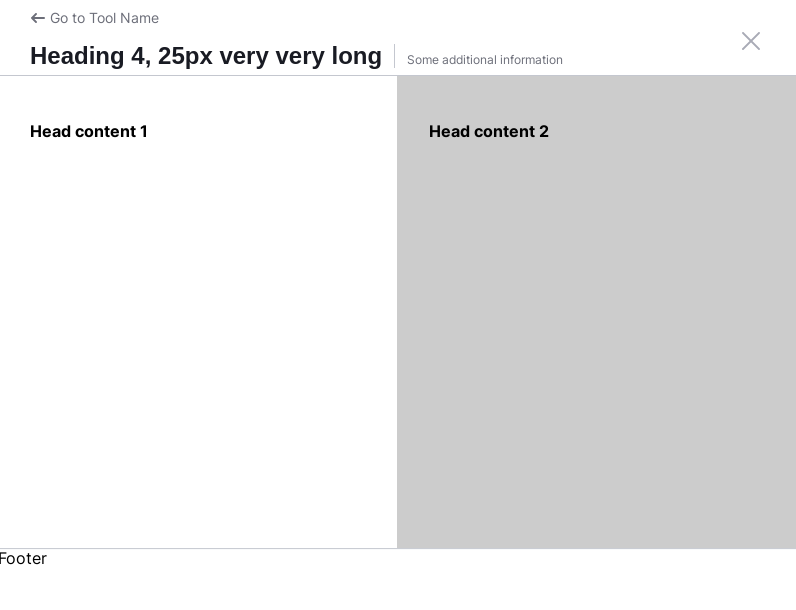 Go to Tool Name
Heading 4, 25px very very long
Some additional information
Head content 1
Head content 2
Footer